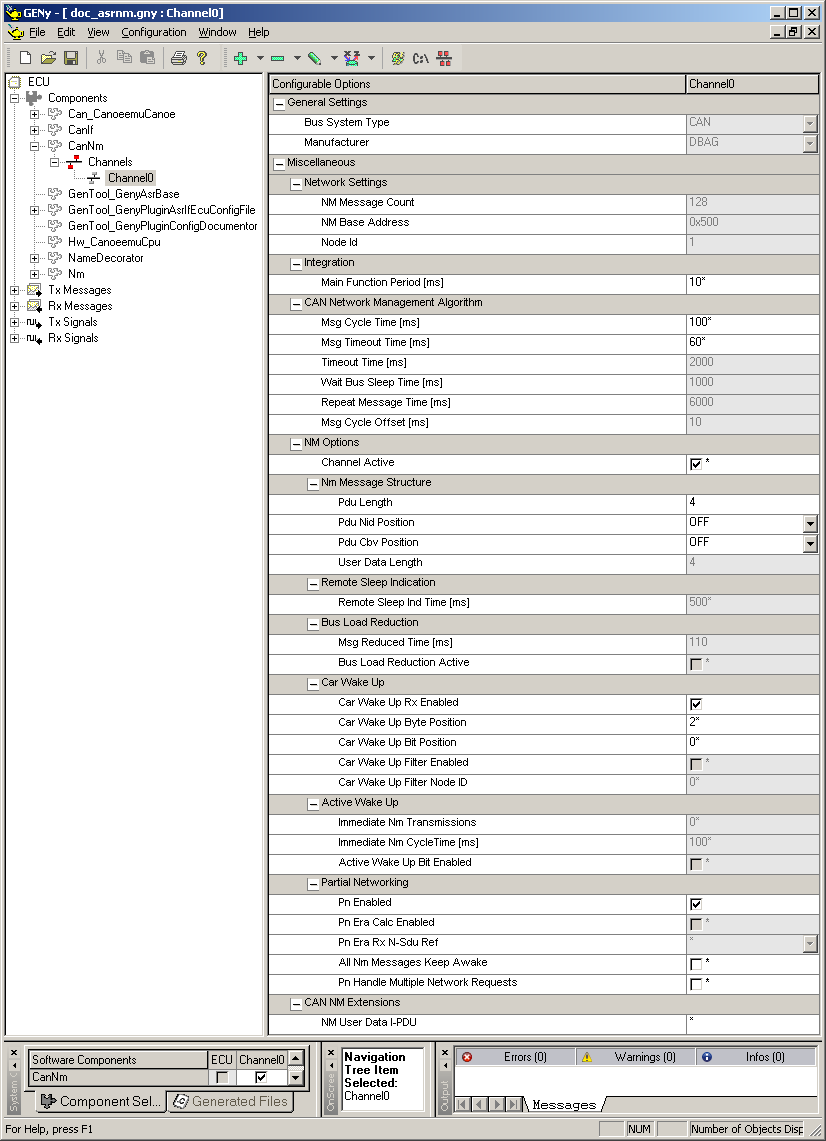 GENy - [ doc_asrnm.gny : Channel0]
File Edit View Configuration Window Help
C:\
ECU
Components
Can_CanoeemuCanoe
CanIf
CanNm
Channels
Channel0
GenTool_GenyAsrBase
GenTool_GenyPluginAsrIfEcuConfigFile
GenTool_GenyPluginConfigDocumentor
Hw_CanoeemuCpu
NameDecorator
Nm
Tx Messages
Rx Messages
Tx Signals
Rx Signals
Configurable Options Channel0
General Settings
Bus System Type CAN
Manufacturer DBAG
Miscellaneous
Network Settings
NM Message Count 128
NM Base Address 0x500
Node Id 1
Integration
Main Function Period [ms] 10*
CAN Network Management Algorithm
Msg Cycle Time [ms] 100*
Msg Timeout Time [ms] 60*
Timeout Time [ms] 2000
Wait Bus Sleep Time [ms] 1000
Repeat Message Time [ms] 6000
Msg Cycle Offset [ms] 10
NM Options
Channel Active *
Nm Message Structure
Pdu Length 4
Pdu Nid Position OFF
Pdu Cbv Position OFF
User Data Length 4
Remote Sleep Indication
Remote Sleep Ind Time [ms] 500*
Bus Load Reduction
Msg Reduced Time [ms] 110
Bus Load Reduction Active *
Car Wake Up
Car Wake Up Rx Enabled
Car Wake Up Byte Position 2*
Car Wake Up Bit Position 0*
Car Wake Up Filter Enabled *
Car Wake Up Filter Node ID 0*
Active Wake Up
Immediate Nm Transmissions 0*
Immediate Nm CycleTime [ms] 100*
Active Wake Up Bit Enabled *
Partial Networking
Pn Enabled
Pn Era Calc Enabled *
Pn Era Rx N-Sdu Ref *
All Nm Messages Keep Awake *
Pn Handle Multiple Network Requests *
CAN NM Extensions
NM User Data I-PDU *
System
Software Components ECU Channel0
CanNm
Component Sel... Generated Files
OnScree
Navigation
Tree Item
Selected:
Channel0
Output
Errors (0) Warnings (0) Infos (0)
Messages
For Help, press F1 NUM Number of Objects Disp